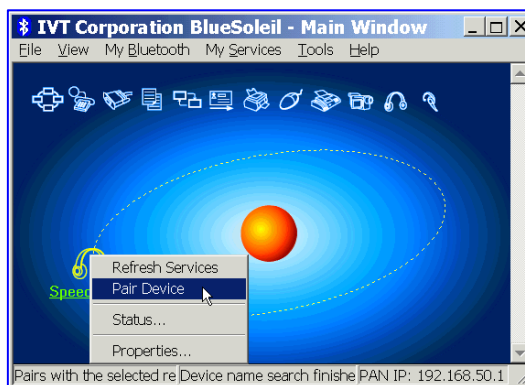 IVT Corporation BlueSoleil - Main Window
File View My Bluetooth My Services Tools Help
Speed
Refresh Services
Pair Device
Status...
Properties...
Pairs with the selected re Device name search finishe PAN IP: 192.168.50.1